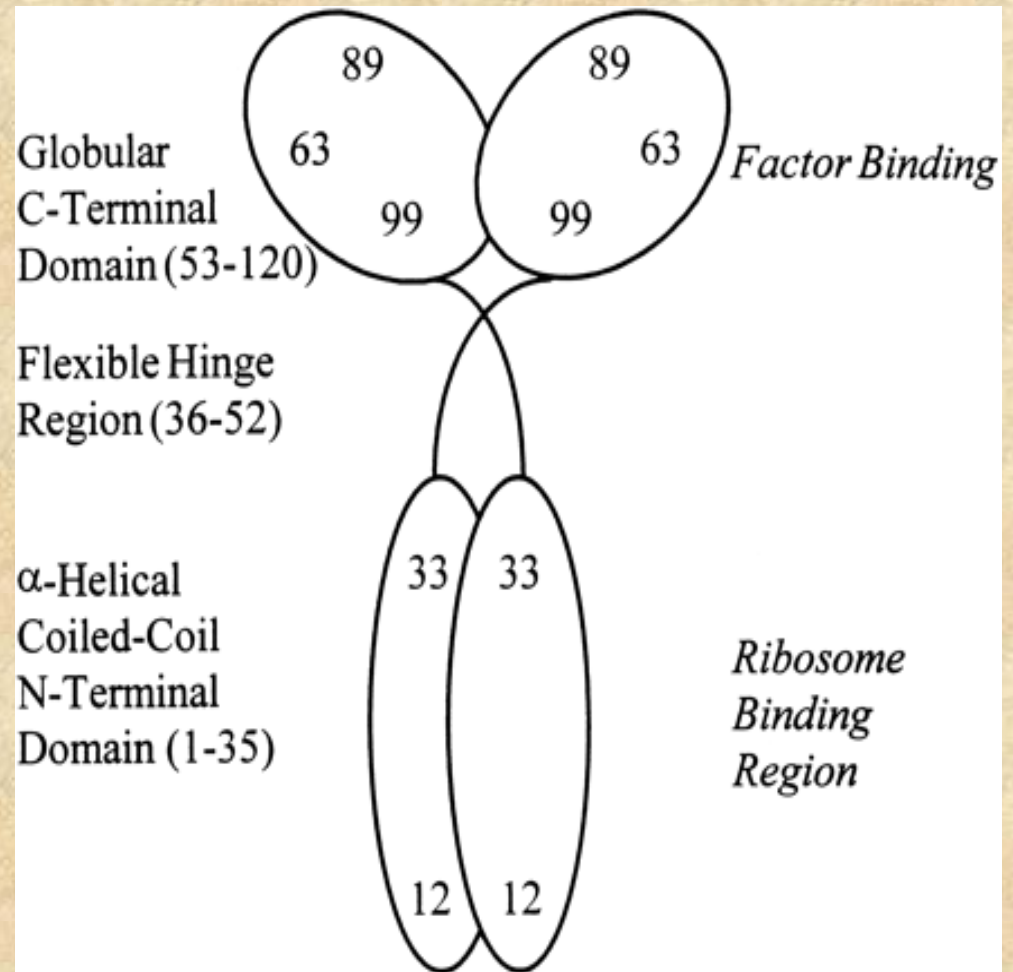 89 89
Globular 63 63 Factor Binding
C-Terminal 99 99
Domain (53-120)
Flexible Hinge
Region (36-52)
α-Helical 33 33
Coiled-Coil
N-Terminal Ribosome
Domain (1-35) Binding
Region
12 12